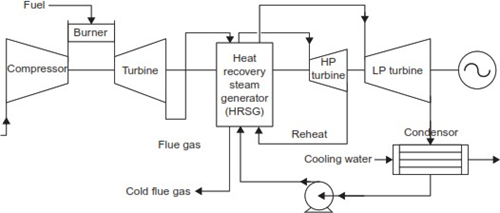 Fuel
Burner
Compressor
Turbine
Heat
recovery
steam
generator
(HRSG)
HP
turbine
LP turbine
Reheat
Condensor
Flue gas
Cooling water
Cold flue gas